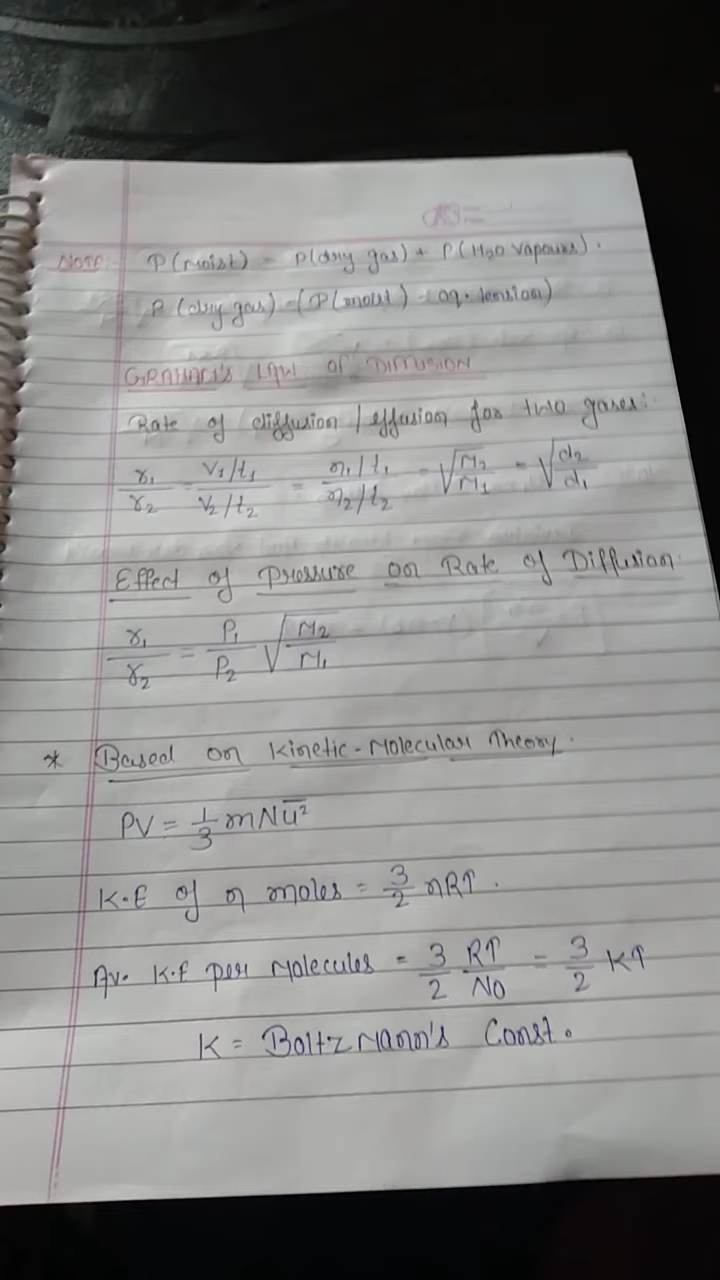 NOTE:- P(moist) = P(dry gas) + P(H2O vapours).
P (dry gas) = (P(moist) - aq. tension)
GRAHAM'S LAW OF DIFFUSION
Rate of diffusion / effusion for two gases:
r1/r2 = V1/t1 / V2/t2 = n1/t1 / n2/t2 = √M2/M1 = √d2/d1
Effect of Pressure on Rate of Diffusion.
r1/r2 = P1/P2 √M2/M1
* Based on Kinetic-Molecular Theory.
PV = 1/3 mNū²
K.E of n moles = 3/2 nRT.
Av. K.E per Molecules = 3/2 RT/No = 3/2 KT
K = BoltzMann's Const.